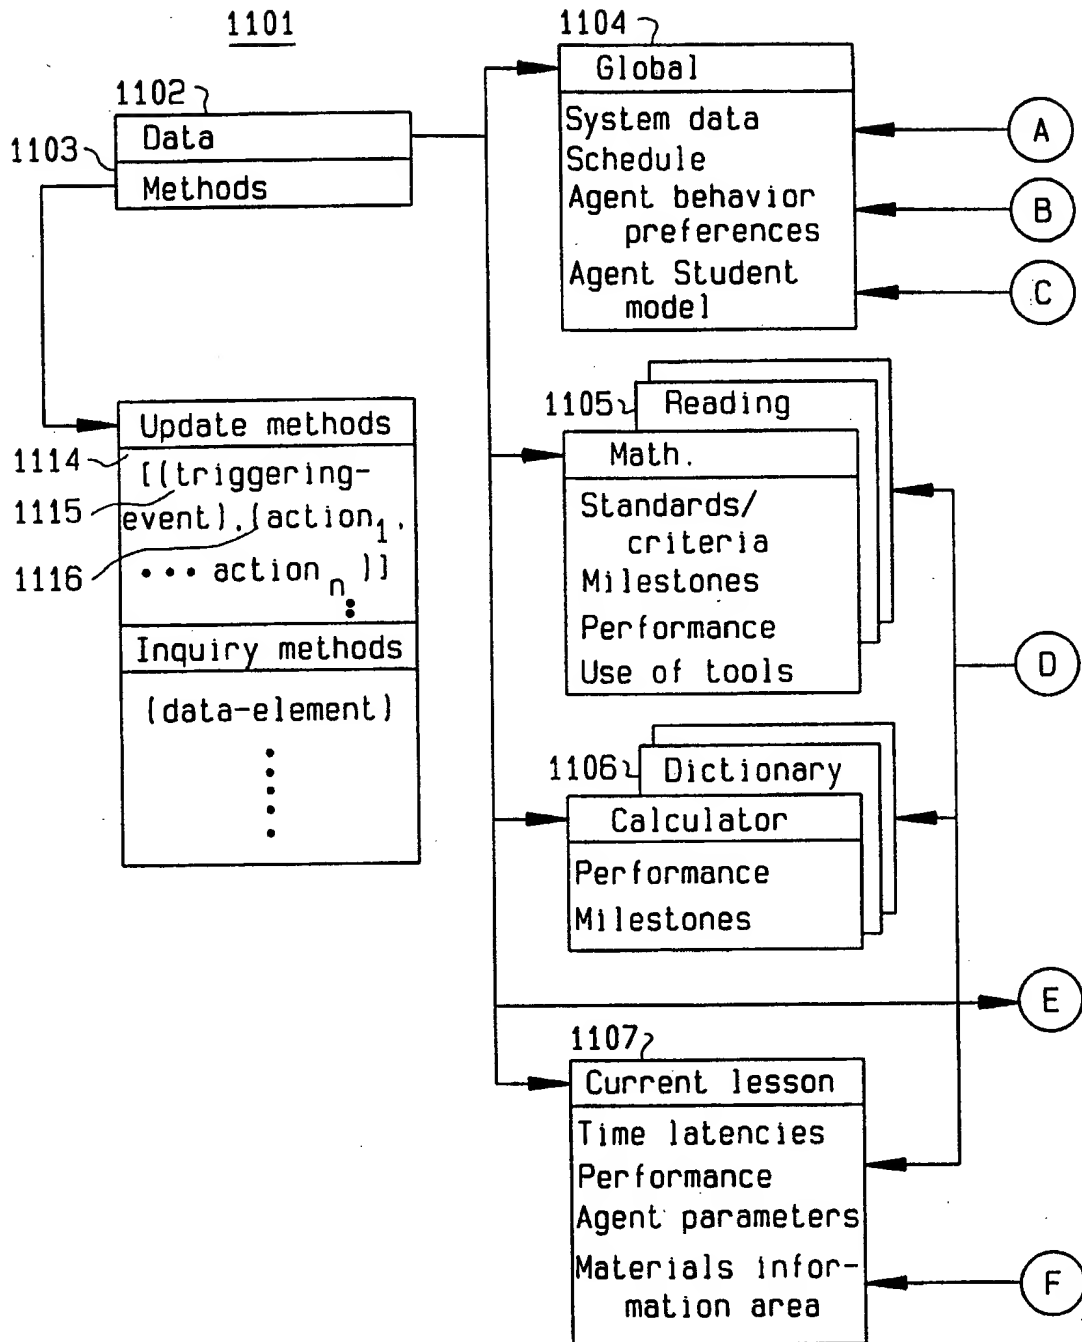 1101
1102
Data
1103
Methods
Update methods
1114
[((triggering-
1115
event),(action1,
1116
••• action n )]
Inquiry methods
(data-element)
1104
Global
System data
Schedule
Agent behavior
preferences
Agent Student
model
A
B
C
1105
Reading
Math.
Standards/
criteria
Milestones
Performance
Use of tools
D
1106
Dictionary
Calculator
Performance
Milestones
E
1107
Current lesson
Time latencies
Performance
Agent parameters
Materials infor-
mation area
F